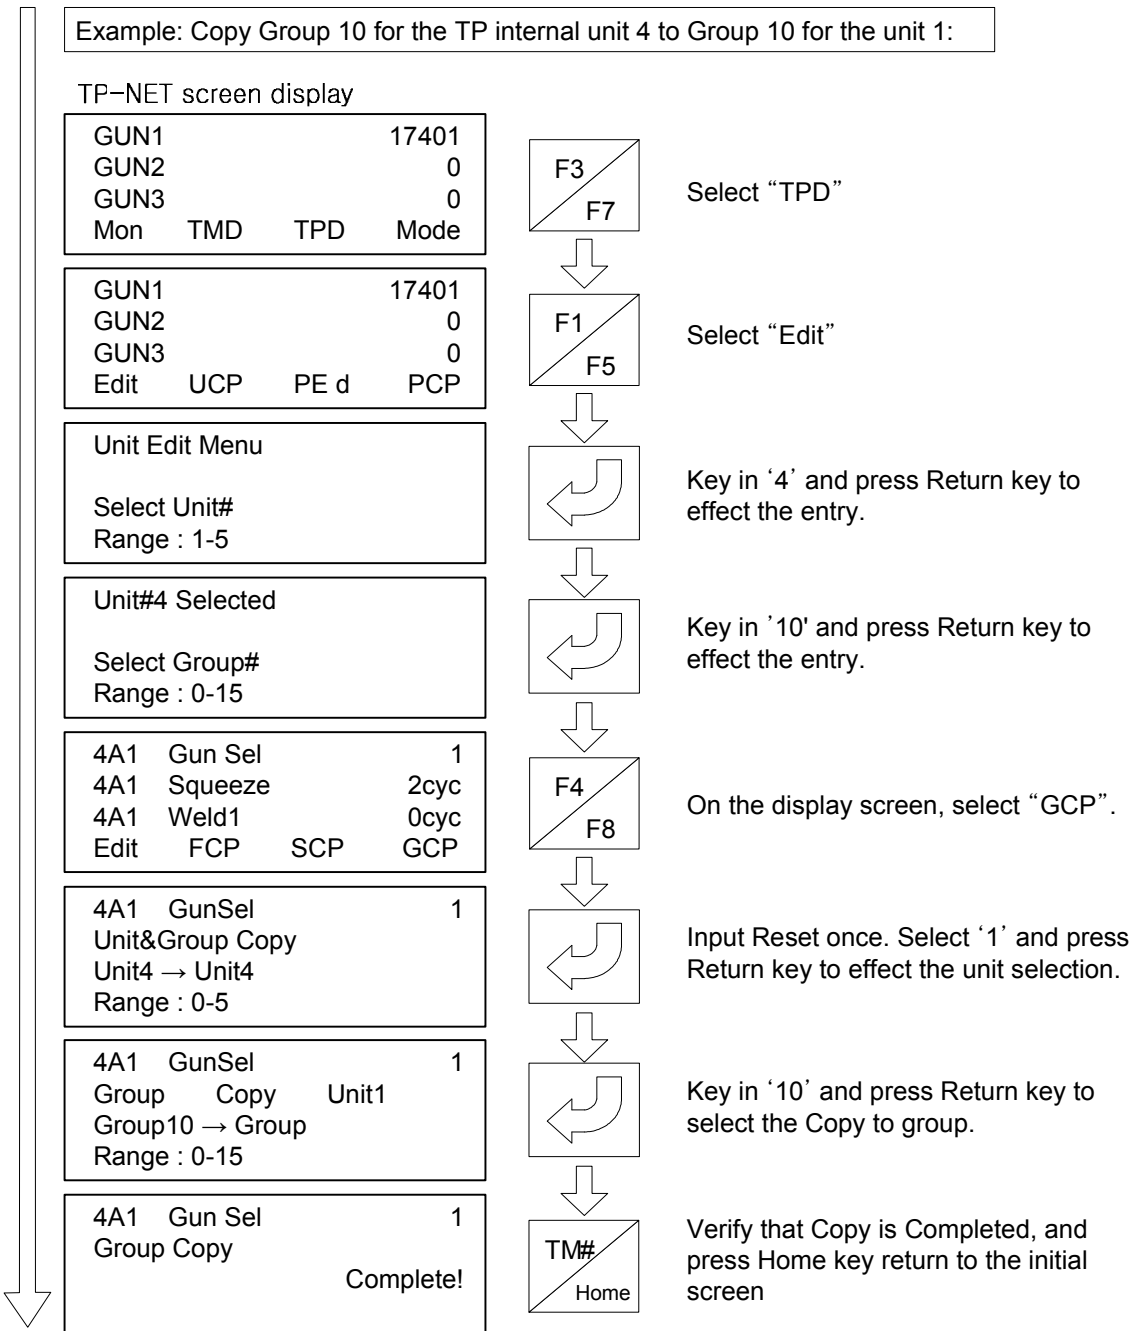 Example: Copy Group 10 for the TP internal unit 4 to Group 10 for the unit 1:
TP-NET screen display
GUN1 17401
GUN2 0
GUN3 0
Mon TMD TPD Mode
F3
F7
Select “TPD”
GUN1 17401
GUN2 0
GUN3 0
Edit UCP PE d PCP
F1
F5
Select “Edit”
Unit Edit Menu
Select Unit#
Range : 1-5
Key in ‘4’ and press Return key to
effect the entry.
Unit#4 Selected
Select Group#
Range : 0-15
Key in ’10' and press Return key to
effect the entry.
4A1 Gun Sel 1
4A1 Squeeze 2cyc
4A1 Weld1 0cyc
Edit FCP SCP GCP
F4
F8
On the display screen, select “GCP”.
4A1 GunSel 1
Unit&Group Copy
Unit4 → Unit4
Range : 0-5
Input Reset once. Select ‘1’ and press
Return key to effect the unit selection.
4A1 GunSel 1
Group Copy Unit1
Group10 → Group
Range : 0-15
Key in ‘10’ and press Return key to
select the Copy to group.
4A1 Gun Sel 1
Group Copy
Complete!
TM#
Home
Verify that Copy is Completed, and
press Home key return to the initial
screen